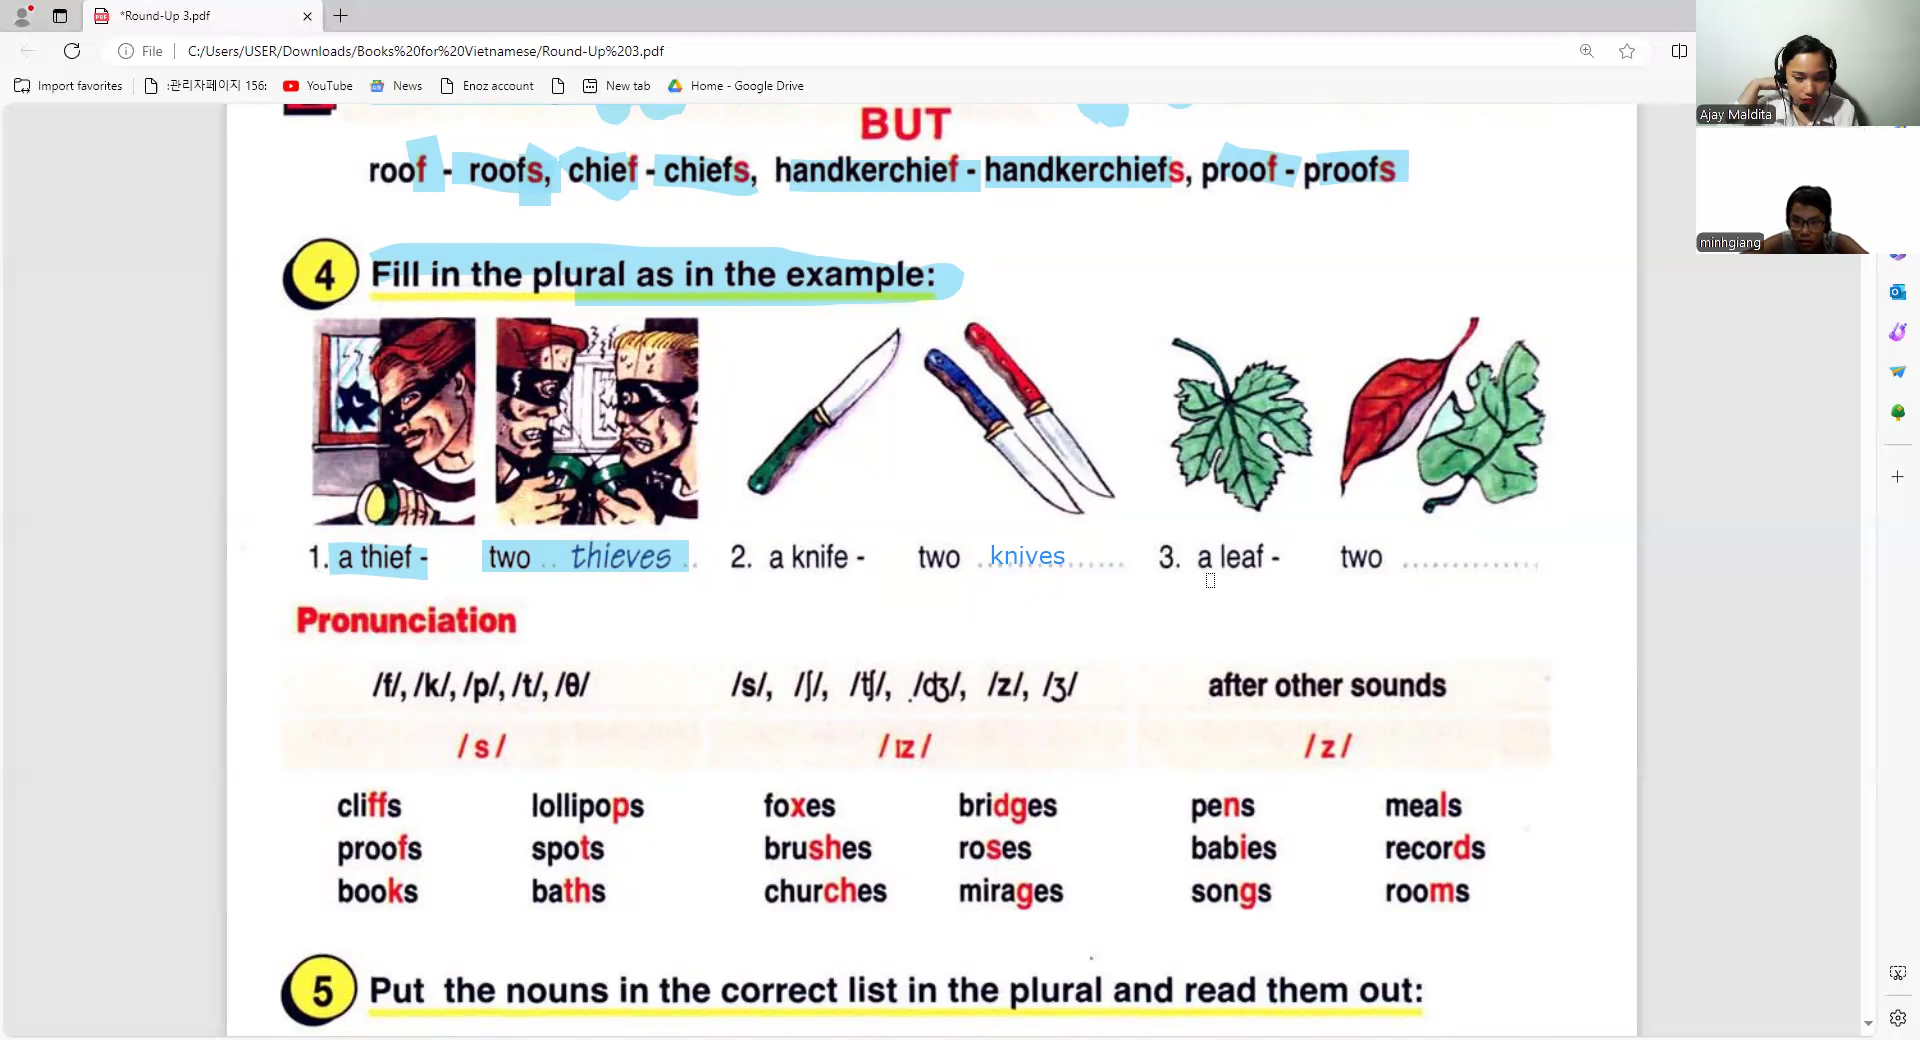 *Round-Up 3.pdf
File
C:/Users/USER/Downloads/Books%20for%20Vietnamese/Round-Up%203.pdf
Import favorites
:관리자페이지 156:
YouTube
News
Enoz account
New tab
Home - Google Drive
Ajay Maldita
minhgiang
BUT
roof - roofs, chief - chiefs, handkerchief - handkerchiefs, proof - proofs
4 Fill in the plural as in the example:
1. a thief - two .. thieves .. 2. a knife - two knives 3. a leaf - two ..................
Pronunciation
/f/, /k/, /p/, /t/, /θ/ /s/, /ʃ/, /ʧ/, /ʤ/, /z/, /ʒ/ after other sounds
/ s / / ɪz / / z /
cliffs lollipops foxes bridges pens meals
proofs spots brushes roses babies records
books baths churches mirages songs rooms
5 Put the nouns in the correct list in the plural and read them out: